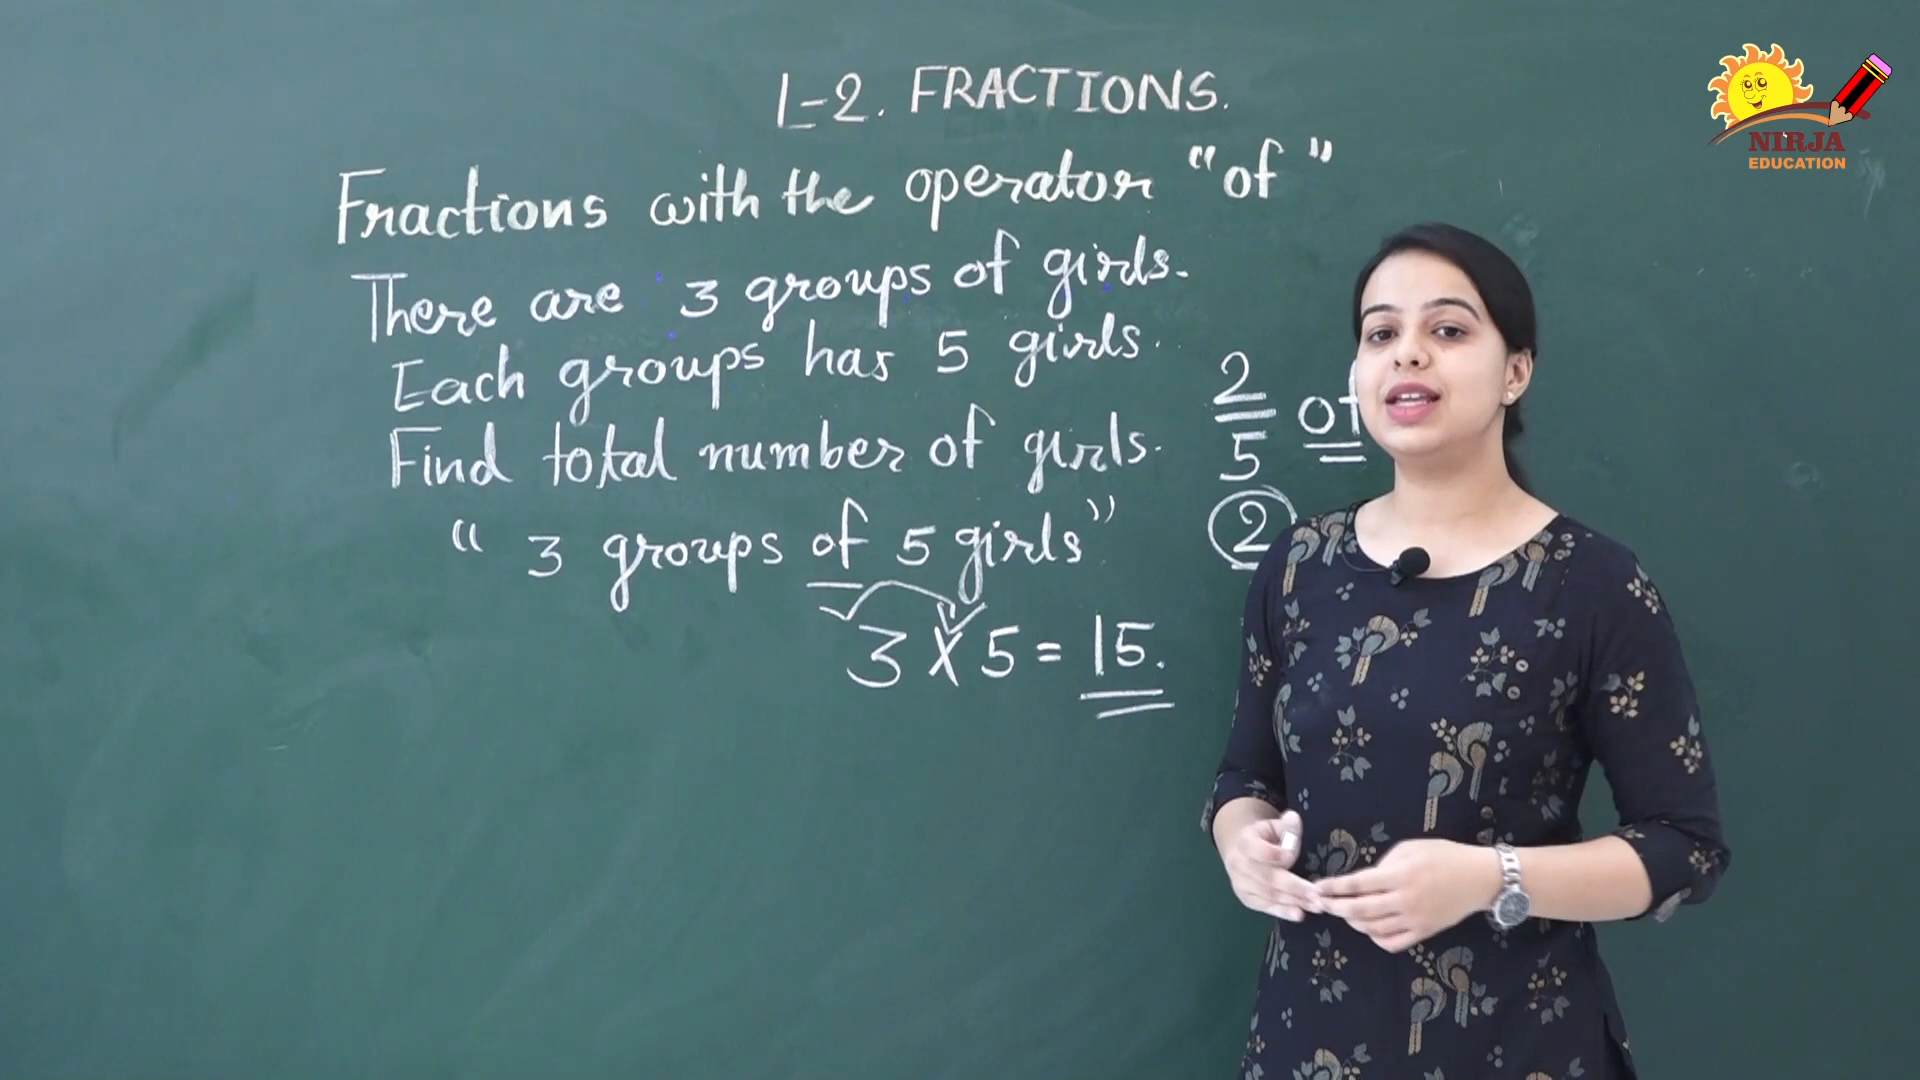 L-2. FRACTIONS.
Fractions with the operator "of"
There are 3 groups of girls.
Each groups has 5 girls.
Find total number of girls.
"3 groups of 5 girls"
3 X 5 = 15.
2/5 of
2
NIRJA
EDUCATION